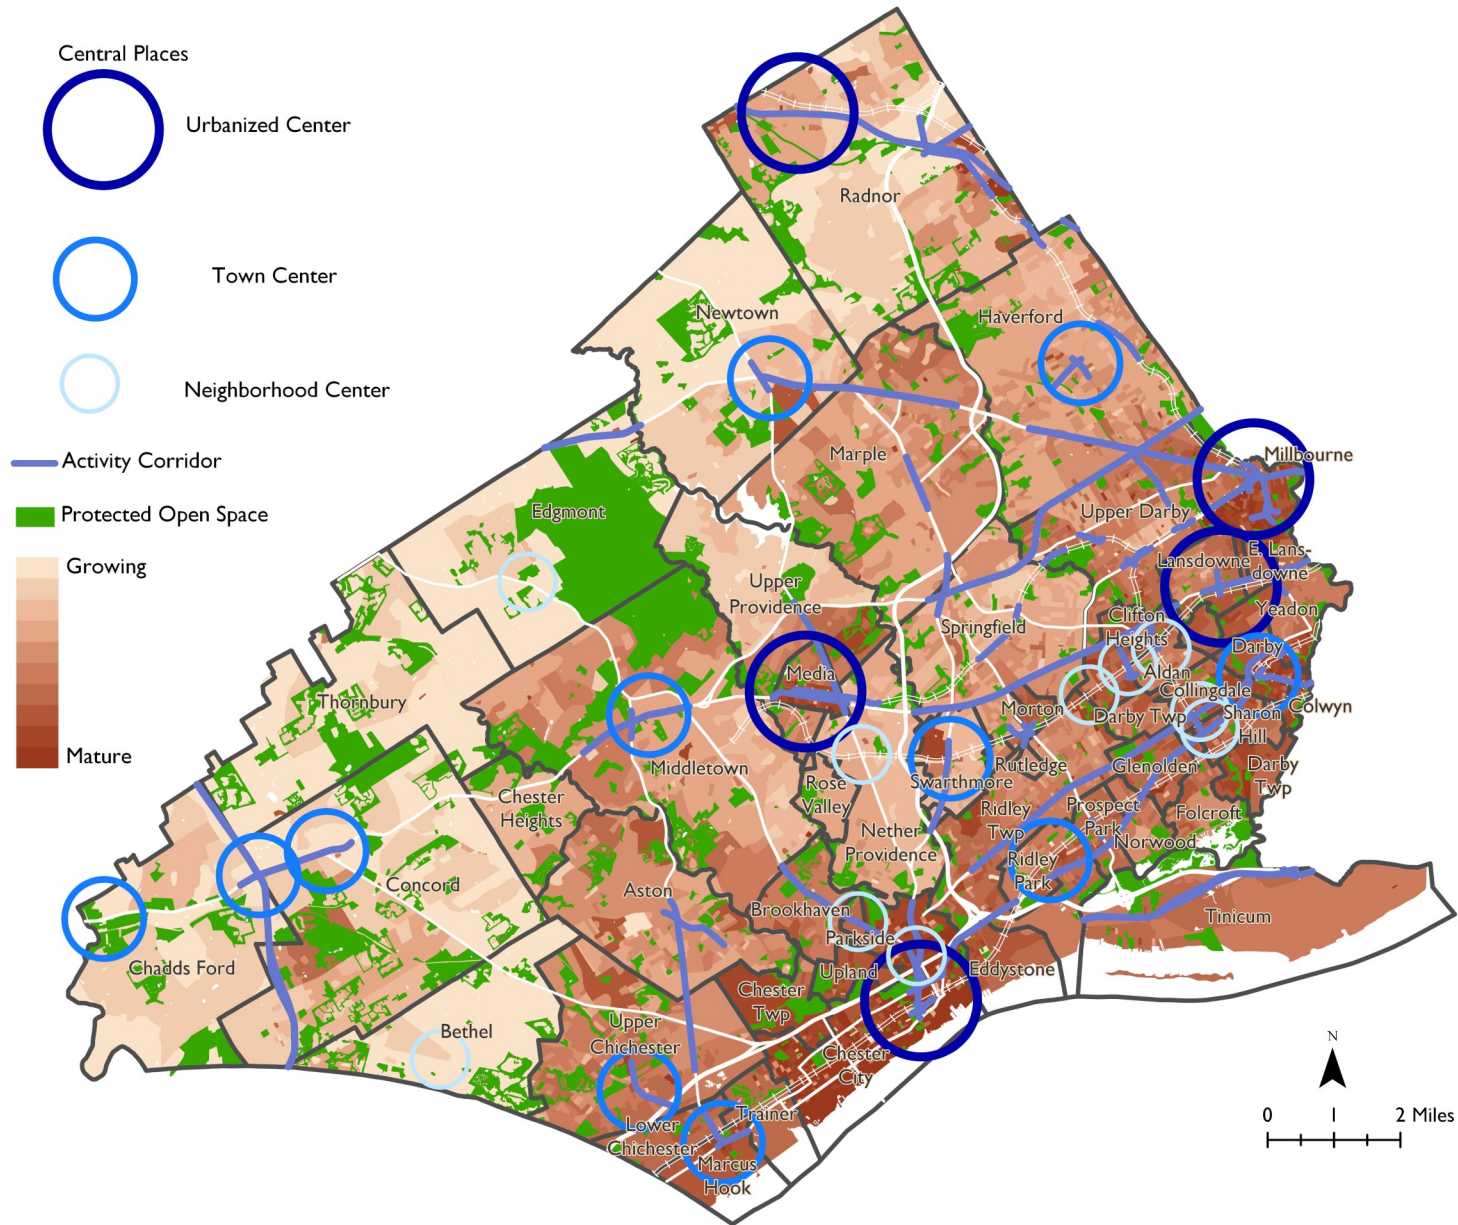 Central Places
Urbanized Center
Town Center
Neighborhood Center
Activity Corridor
Protected Open Space
Growing
Mature
Radnor
Newtown
Haverford
Marple
Millbourne
Edgmont
Upper Darby
Lansdowne
E. Lans-
downe
Upper
Providence
Yeadon
Springfield
Clifton
Heights
Darby
Media
Aldan
Collingdale
Thornbury
Morton
Darby Twp
Sharon
Hill
Colwyn
Middletown
Rose
Valley
Swarthmore
Rutledge
Glenolden
Darby
Twp
Chester
Heights
Ridley
Twp
Prospect
Park
Folcroft
Nether
Providence
Norwood
Ridley
Park
Concord
Aston
Brookhaven
Parkside
Tinicum
Chadds Ford
Upland
Eddystone
Chester
Twp
Bethel
Upper
Chichester
Chester
City
Trainer
Lower
Chichester
Marcus
Hook
N
0 1 2 Miles